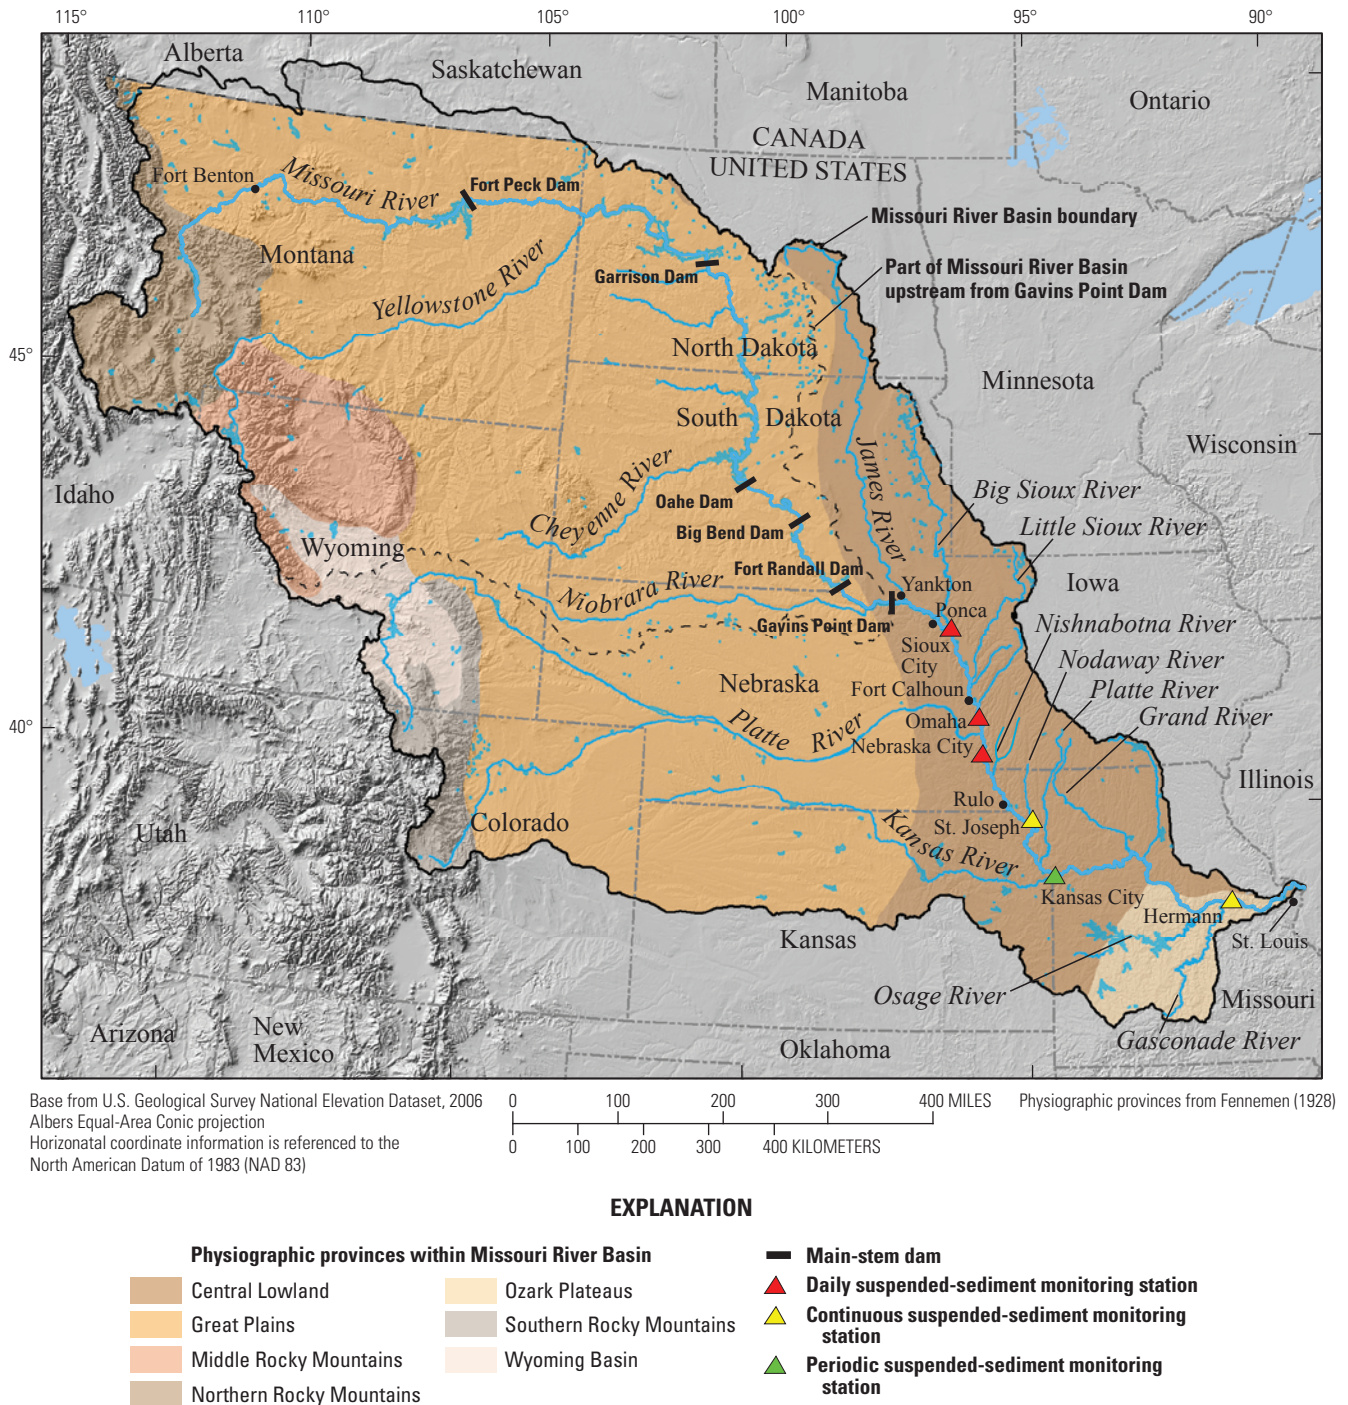 115° 110° 105° 100° 95° 90°
Alberta
Saskatchewan
Manitoba
Ontario
CANADA
UNITED STATES
Fort Benton
Missouri River
Fort Peck Dam
Missouri River Basin boundary
Montana
Part of Missouri River Basin
upstream from Gavins Point Dam
Garrison Dam
Yellowstone River
45°
North Dakota
Minnesota
South Dakota
Wisconsin
James River
Idaho
Cheyenne River
Big Sioux River
Oahe Dam
Little Sioux River
Big Bend Dam
Wyoming
Fort Randall Dam
Niobrara River
Yankton
Iowa
Ponca
Gavins Point Dam
Nishnabotna River
Sioux
City
Nodaway River
Nebraska
Fort Calhoun
Platte River
Platte River
Omaha
Grand River
40°
Nebraska City
Illinois
Rulo
Colorado
St. Joseph
Utah
Kansas River
Kansas City
Hermann
Kansas
St. Louis
Osage River
Missouri
Arizona
New
Mexico
Gasconade River
Oklahoma
Base from U.S. Geological Survey National Elevation Dataset, 2006
Albers Equal-Area Conic projection
Horizonatal coordinate information is referenced to the
North American Datum of 1983 (NAD 83)
0 100 200 300 400 MILES
0 100 200 300 400 KILOMETERS
Physiographic provinces from Fennemen (1928)
EXPLANATION
Physiographic provinces within Missouri River Basin
Central Lowland
Great Plains
Middle Rocky Mountains
Northern Rocky Mountains
Ozark Plateaus
Southern Rocky Mountains
Wyoming Basin
Main-stem dam
Daily suspended-sediment monitoring station
Continuous suspended-sediment monitoring
station
Periodic suspended-sediment monitoring
station